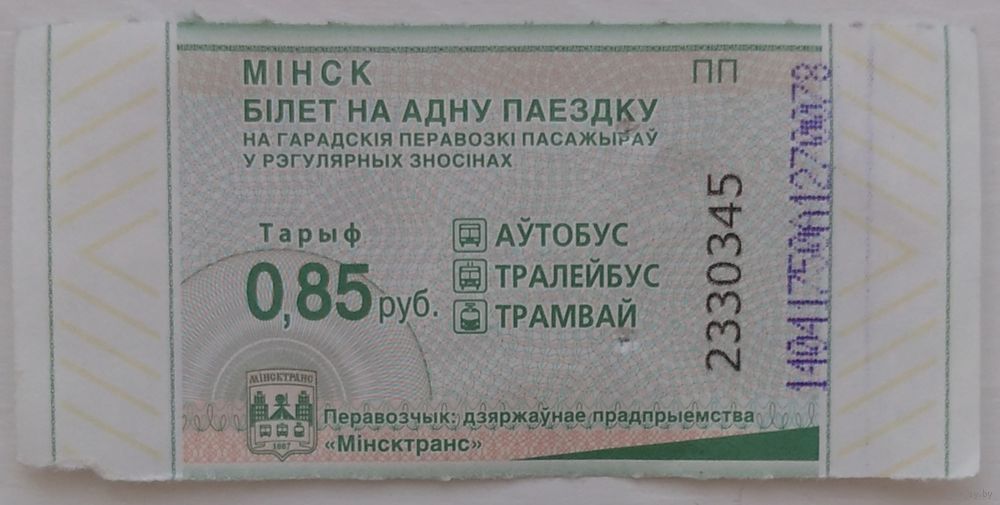 МІНСК
ПП
БІЛЕТ НА АДНУ ПАЕЗДКУ
НА ГАРАДСКІЯ ПЕРАВОЗКІ ПАСАЖЫРАЎ
У РЭГУЛЯРНЫХ ЗНОСІНАХ
Тарыф
0,85 руб.
АЎТОБУС
ТРАЛЕЙБУС
ТРАМВАЙ
2330345
МІНСКТРАНС
1067
Перавозчык: дзяржаўнае прадпрыемства
«Мінсктранс»